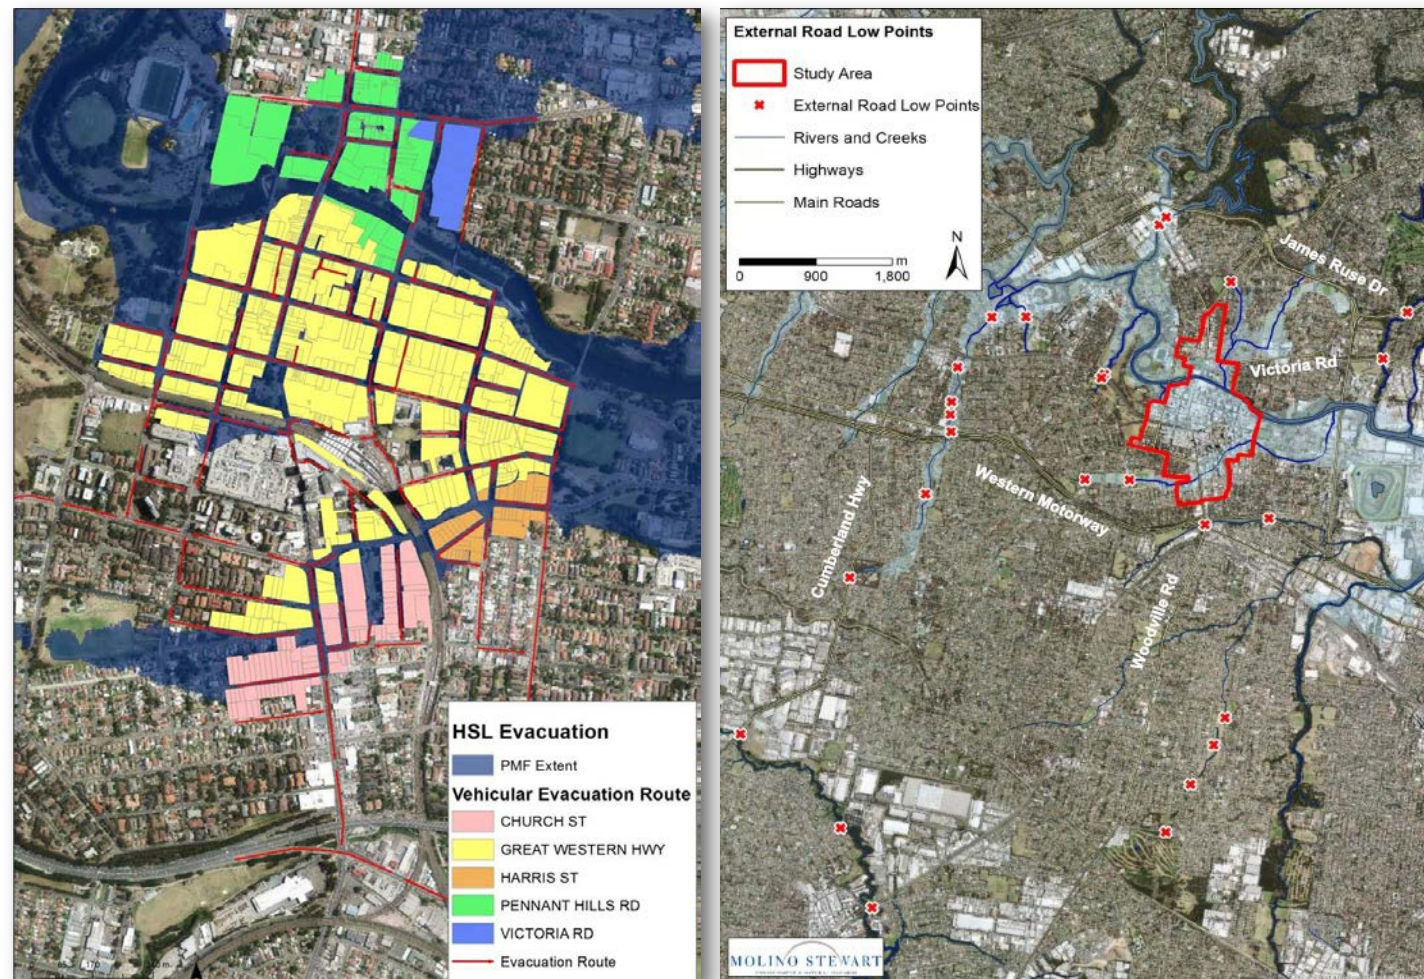 HSL Evacuation
PMF Extent
Vehicular Evacuation Route
CHURCH ST
GREAT WESTERN HWY
HARRIS ST
PENNANT HILLS RD
VICTORIA RD
Evacuation Route
External Road Low Points
Study Area
External Road Low Points
Rivers and Creeks
Highways
Main Roads
N
m
0 900 1,800
James Ruse Dr
Victoria Rd
Western Motorway
Cumberland Hwy
Woodville Rd
MOLINO STEWART